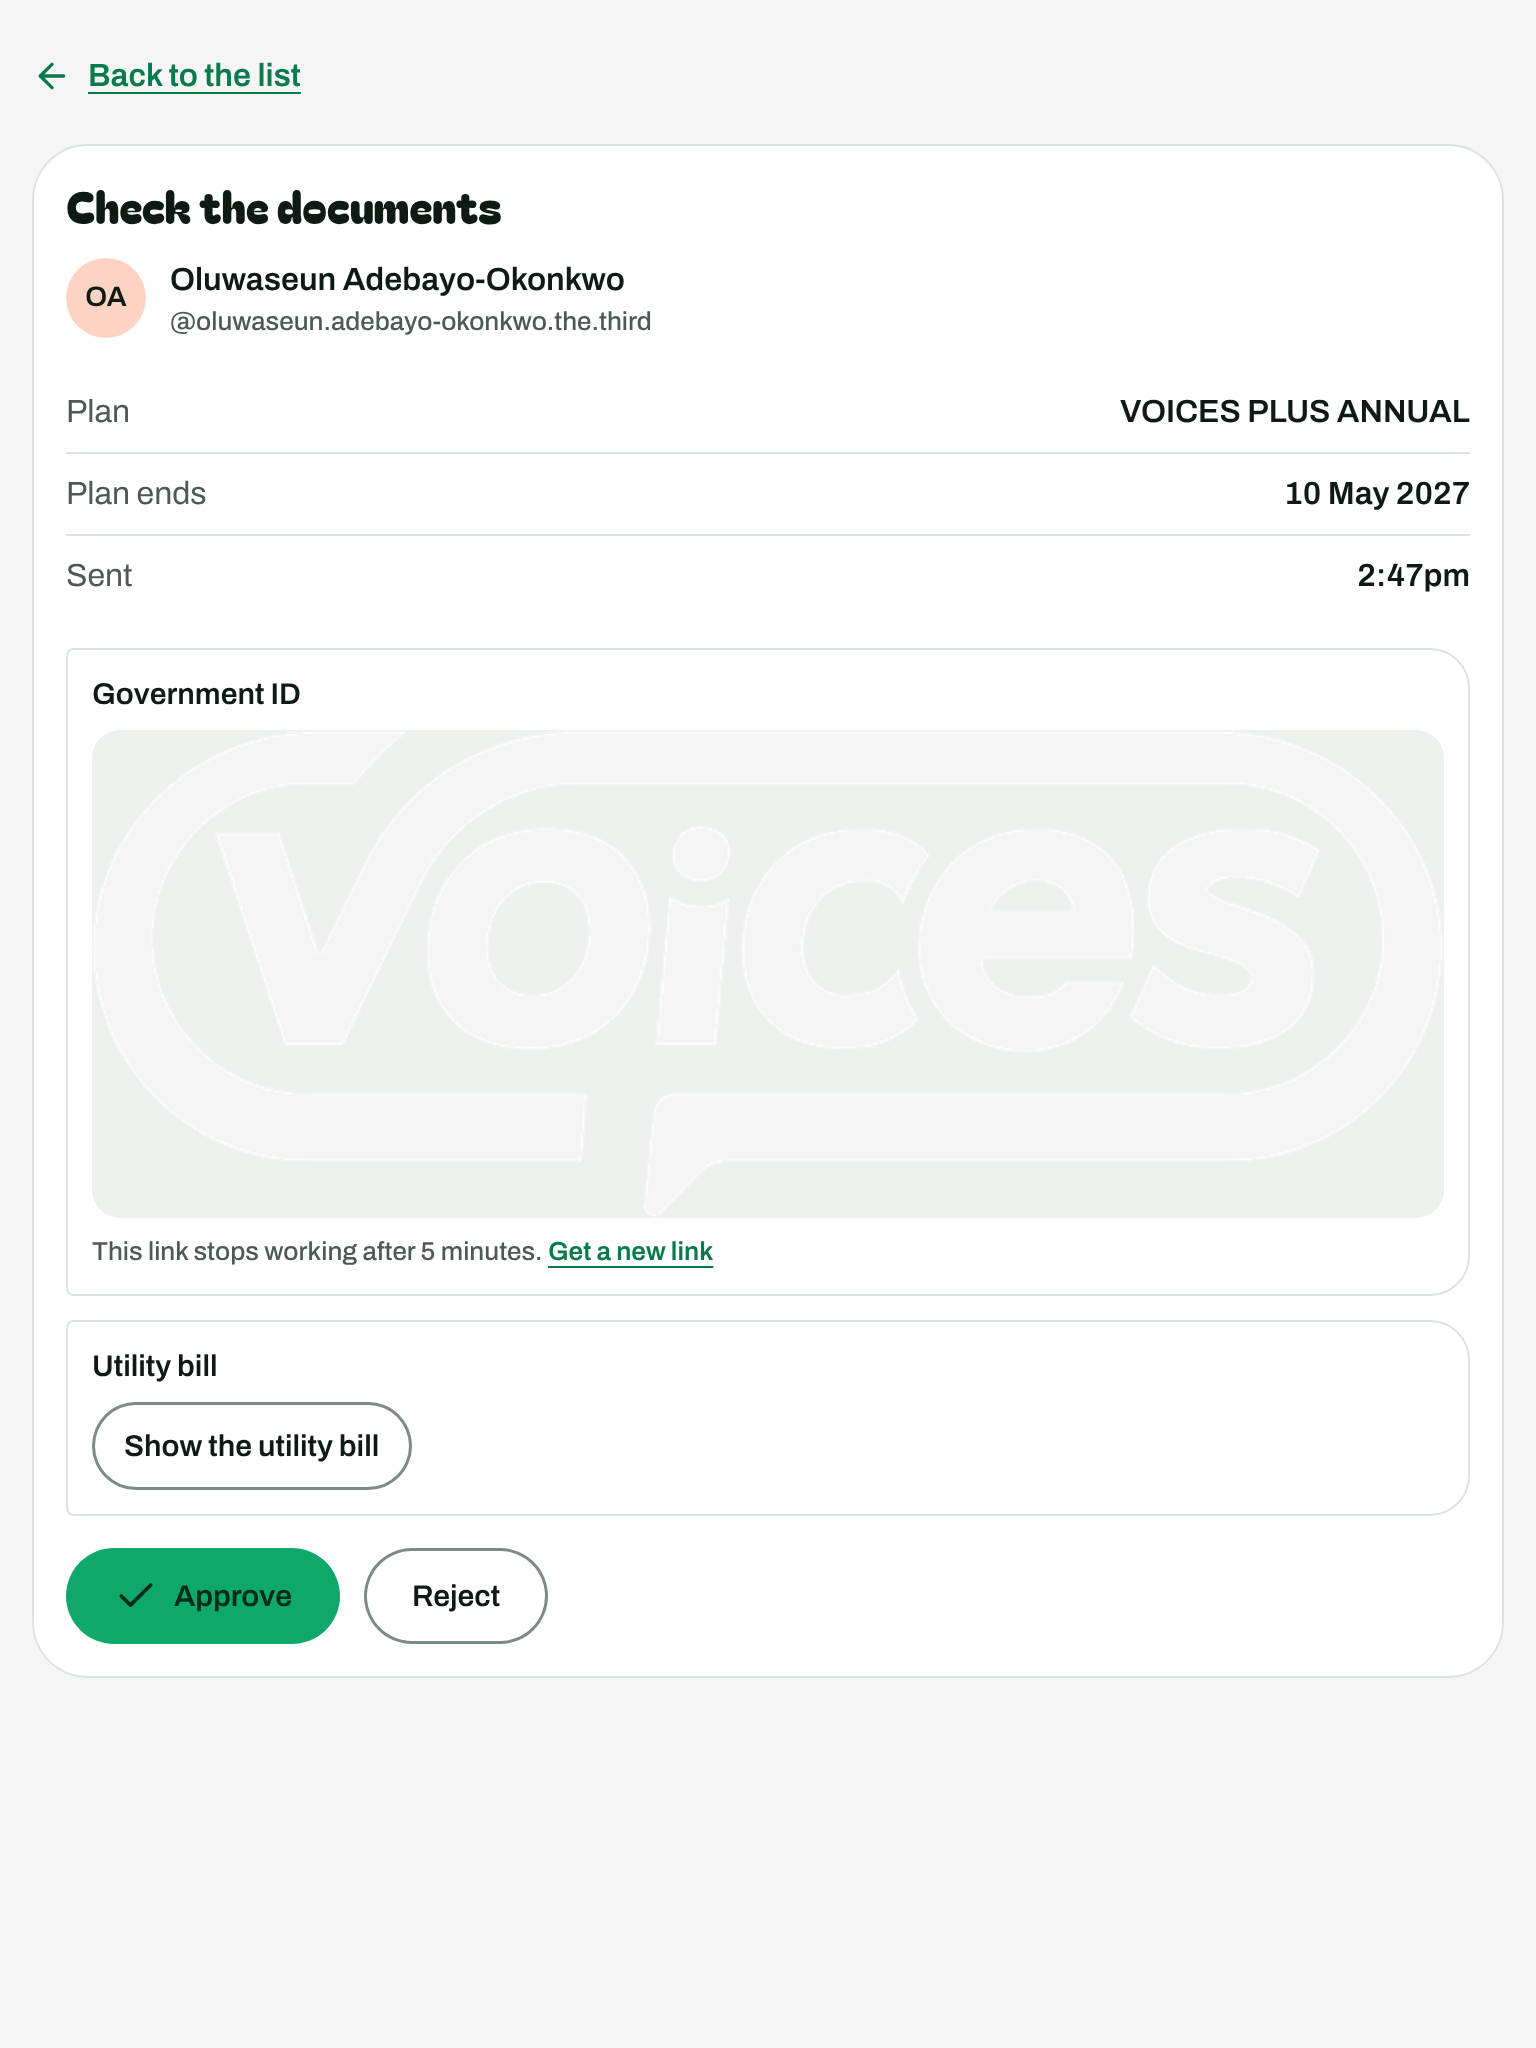 Back to the list
Check the documents
OA
Oluwaseun Adebayo-Okonkwo
@oluwaseun.adebayo-okonkwo.the.third
Plan
VOICES PLUS ANNUAL
Plan ends
10 May 2027
Sent
2:47pm
Government ID
voices
This link stops working after 5 minutes. Get a new link
Utility bill
Show the utility bill
Approve
Reject